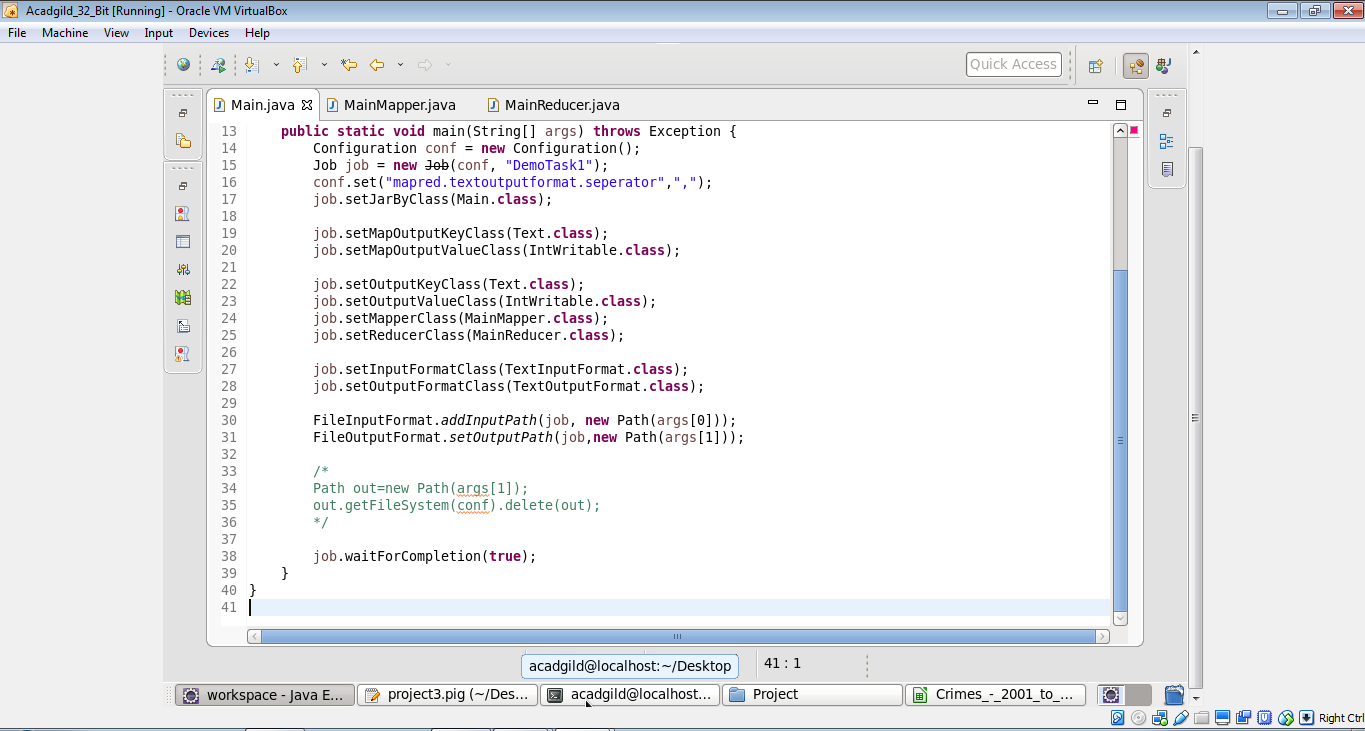 Acadgild_32_Bit [Running] - Oracle VM VirtualBox
File Machine View Input Devices Help
Quick Access
Main.java MainMapper.java MainReducer.java
13 public static void main(String[] args) throws Exception {
14 Configuration conf = new Configuration();
15 Job job = new Job(conf, "DemoTask1");
16 conf.set("mapred.textoutputformat.seperator",",");
17 job.setJarByClass(Main.class);
18
19 job.setMapOutputKeyClass(Text.class);
20 job.setMapOutputValueClass(IntWritable.class);
21
22 job.setOutputKeyClass(Text.class);
23 job.setOutputValueClass(IntWritable.class);
24 job.setMapperClass(MainMapper.class);
25 job.setReducerClass(MainReducer.class);
26
27 job.setInputFormatClass(TextInputFormat.class);
28 job.setOutputFormatClass(TextOutputFormat.class);
29
30 FileInputFormat.addInputPath(job, new Path(args[0]));
31 FileOutputFormat.setOutputPath(job,new Path(args[1]));
32
33 /*
34 Path out=new Path(args[1]);
35 out.getFileSystem(conf).delete(out);
36 */
37
38 job.waitForCompletion(true);
39 }
40 }
41
acadgild@localhost:~/Desktop 41 : 1
workspace - Java E... project3.pig (~/Des... acadgild@localhost... Project Crimes_-_2001_to_...
Right Ctrl